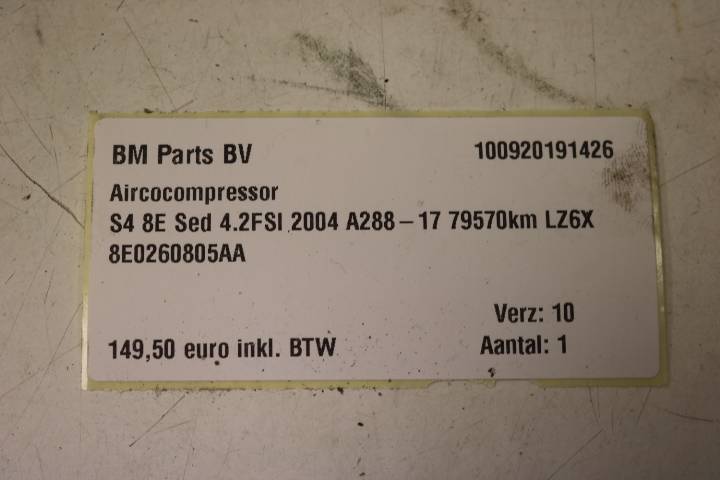 BM Parts BV 100920191426
Aircocompressor
S4 8E Sed 4.2FSI 2004 A288-17 79570km LZ6X
8E0260805AA
Verz: 10
149,50 euro inkl. BTW Aantal: 1